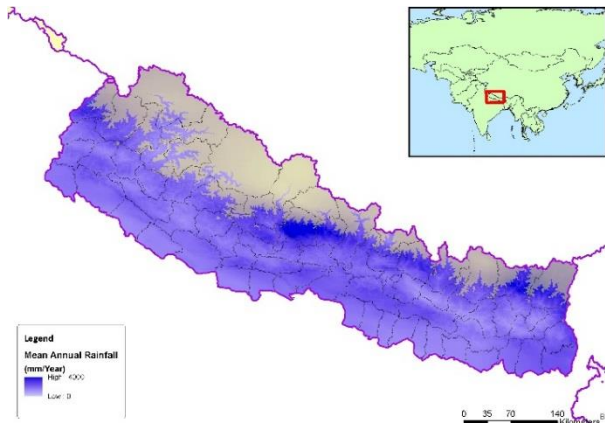 Legend
Mean Annual Rainfall
(mm/Year)
High : 4000
Low : 0
0 35 70 140
Kilometers